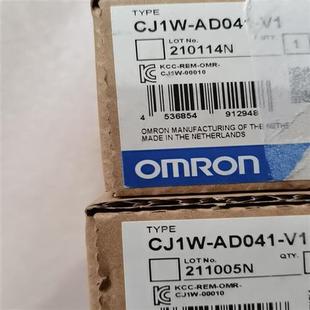 TYPE
CJ1W-AD041-V1
LOT No.
210114N
1
KCC-REM-OMR-
CJ1W-00010
4 536854 912948
OMRON MANUFACTURING OF THE NETHE
MADE IN THE NETHERLANDS
OMRON
TYPE
CJ1W-AD041-V1
LOT No.
QTY.
211005N
KCC-REM-OMR-
CJ1W-00010